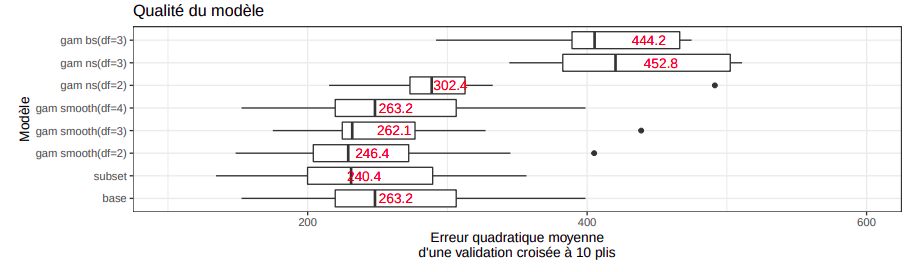 Qualité du modèle
Modèle
gam bs(df=3)
444.2
gam ns(df=3)
452.8
gam ns(df=2)
302.4
gam smooth(df=4)
263.2
gam smooth(df=3)
262.1
gam smooth(df=2)
246.4
subset
240.4
base
263.2
200
400
600
Erreur quadratique moyenne
d'une validation croisée à 10 plis